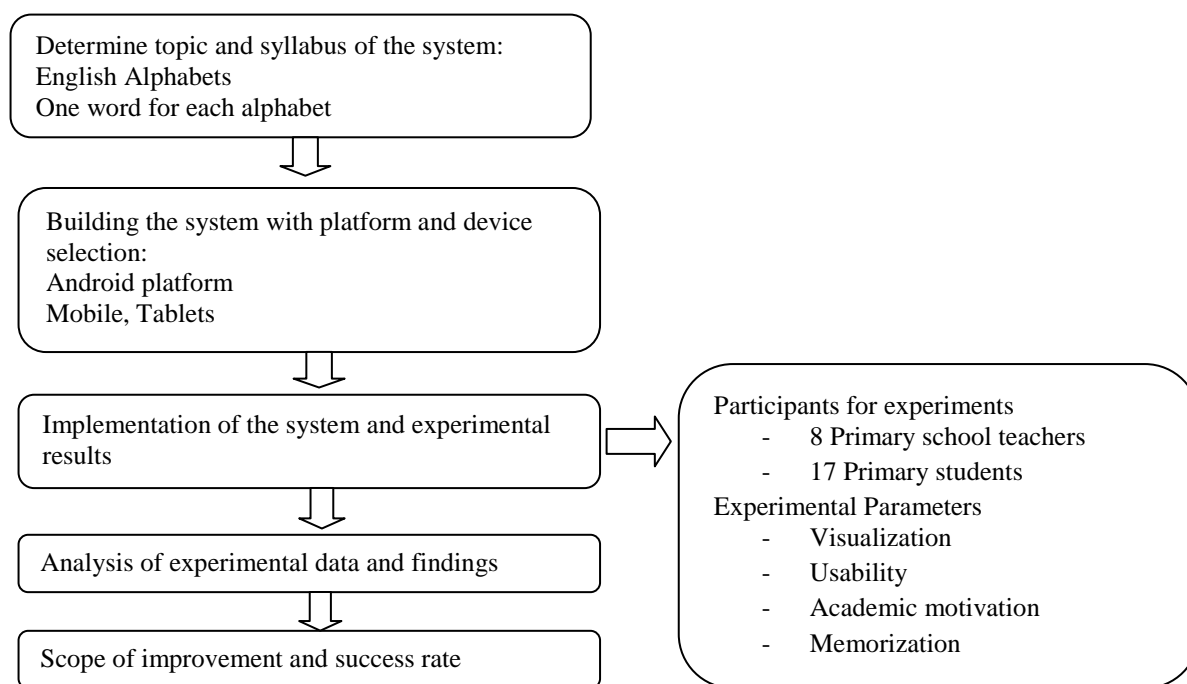 Determine topic and syllabus of the system:
English Alphabets
One word for each alphabet
Building the system with platform and device
selection:
Android platform
Mobile, Tablets
Implementation of the system and experimental
results
Participants for experiments
- 8 Primary school teachers
- 17 Primary students
Experimental Parameters
- Visualization
- Usability
- Academic motivation
- Memorization
Analysis of experimental data and findings
Scope of improvement and success rate